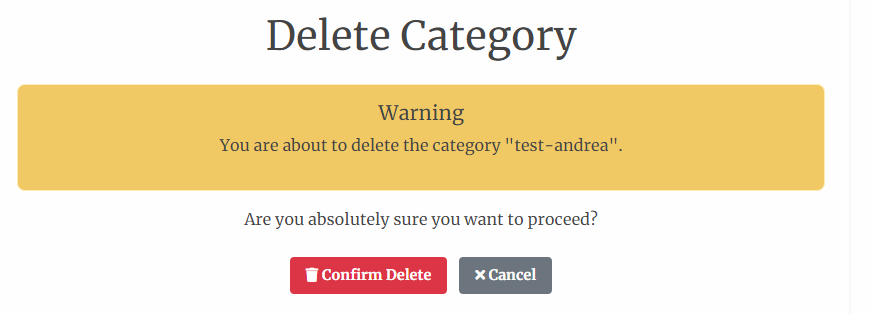 Delete Category
Warning
You are about to delete the category "test-andrea".
Are you absolutely sure you want to proceed?
Confirm Delete
Cancel